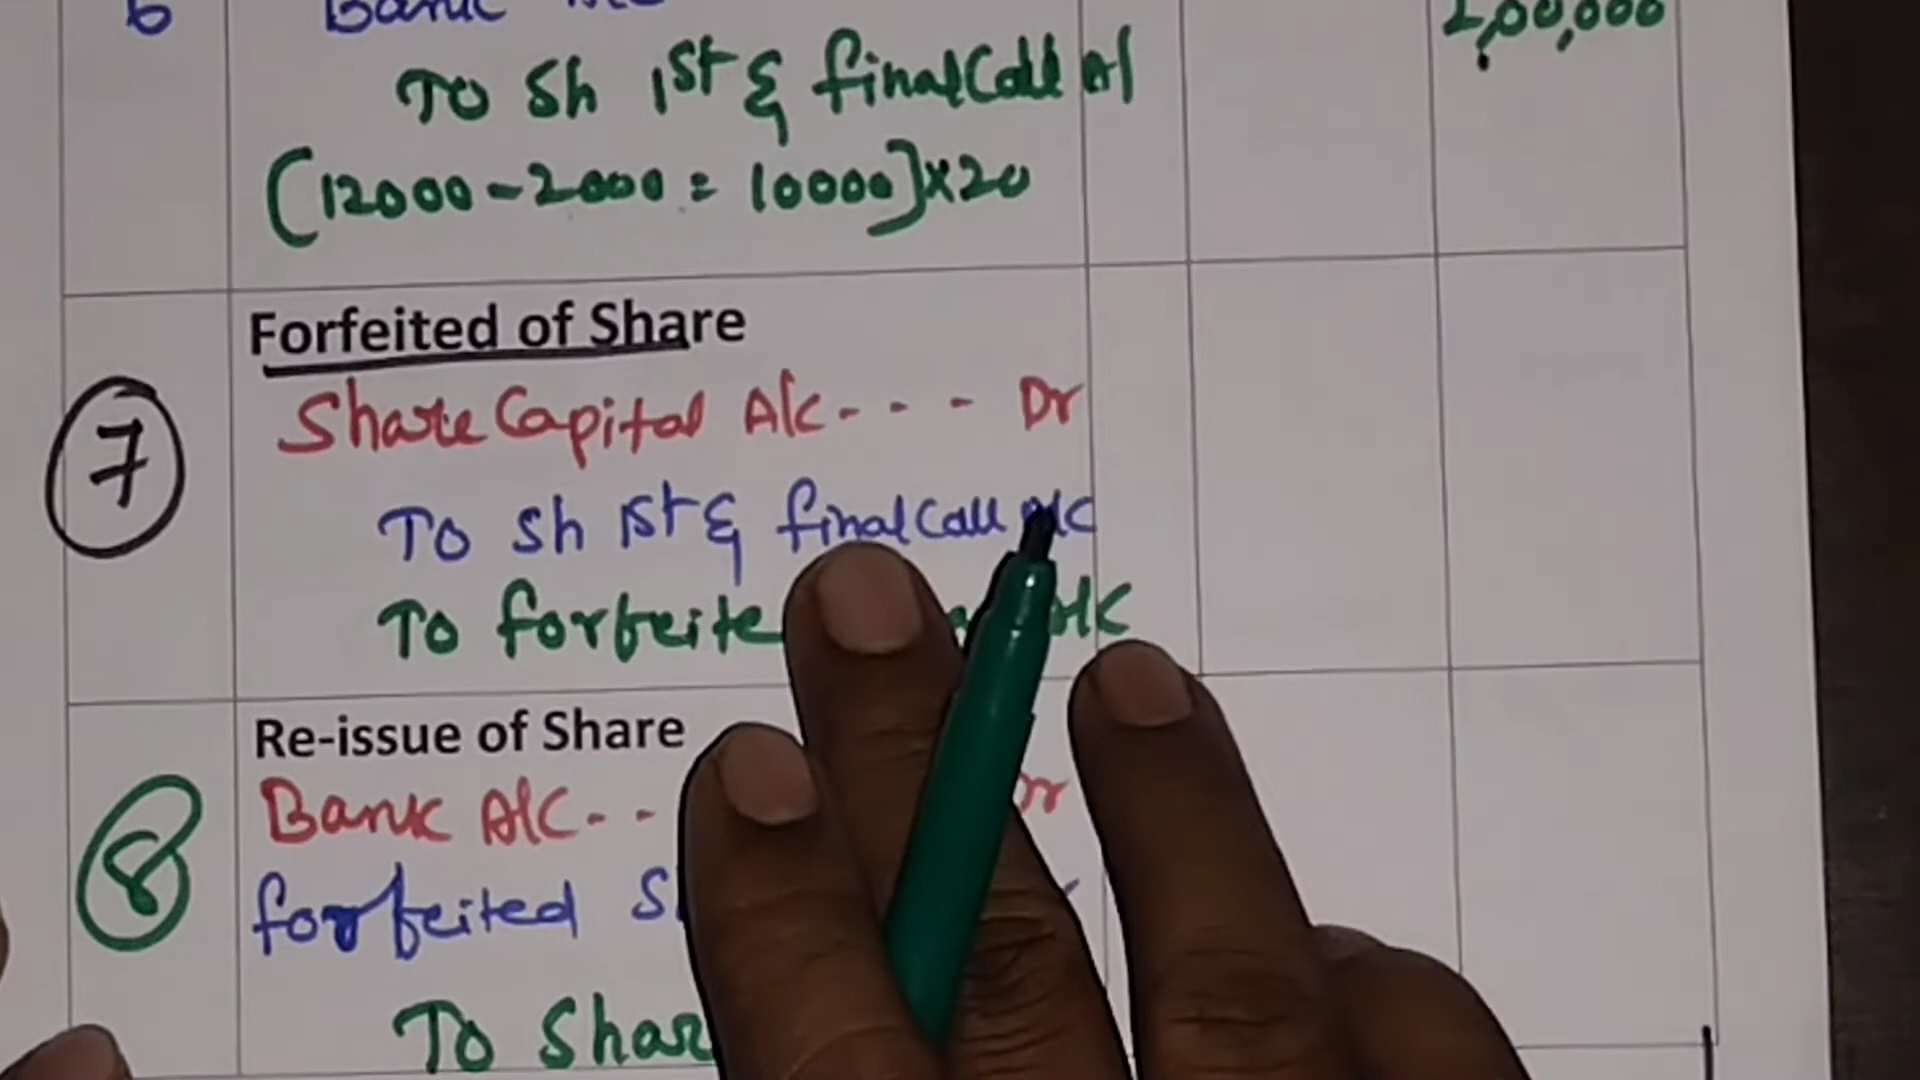 6 Bank A/c
2,00,000
To Sh 1st & final Call A/
(12000-2000 = 10000)x20
Forfeited of Share
7
Share Capital A/c - - - Dr
To Sh 1st & final Call A/c
To forfeite A/c
Re-issue of Share
8
Bank A/c - - Dr
forfeited S
To Shar